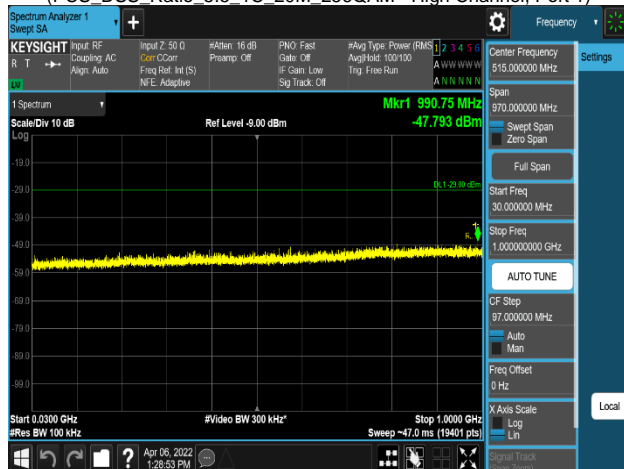 Spectrum Analyzer 1
Swept SA
Frequency
KEYSIGHT
R T
Input: RF
Coupling: AC
Align: Auto
Input Z: 50 Ω
Corr CCorr
Freq Ref: Int (S)
NFE: Adaptive
#Atten: 16 dB
Preamp: Off
PNO: Fast
Gate: Off
IF Gain: Low
Sig Track: Off
#Avg Type: Power (RMS
Avg|Hold: 100/100
Trig: Free Run
1 2 3 4 5 6
A W W W W W
A N N N N N
1 Spectrum
Scale/Div 10 dB
Log
Ref Level -9.00 dBm
Mkr1 990.75 MHz
-47.793 dBm
-19.0
-29.0
DL1 -29.00 dBm
-39.0
-49.0
-59.0
-69.0
-79.0
-89.0
-99.0
Start 0.0300 GHz
#Res BW 100 kHz
#Video BW 300 kHz*
Stop 1.0000 GHz
Sweep ~47.0 ms (19401 pts)
Apr 06, 2022
1:28:53 PM
Center Frequency
515.000000 MHz
Settings
Span
970.000000 MHz
Swept Span
Zero Span
Full Span
Start Freq
30.000000 MHz
Stop Freq
1.000000000 GHz
AUTO TUNE
CF Step
97.000000 MHz
Auto
Man
Freq Offset
0 Hz
X Axis Scale
Log
Lin
Local
Signal Track